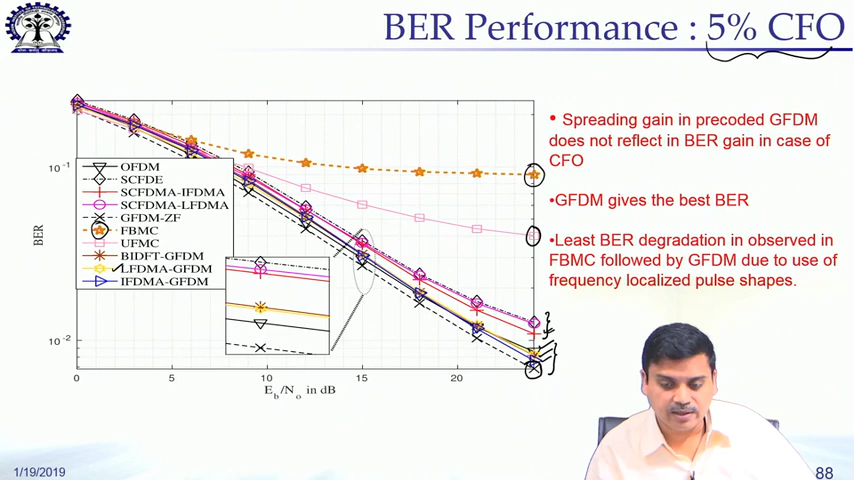 BER Performance : 5% CFO
• Spreading gain in precoded GFDM
does not reflect in BER gain in case of
CFO
•GFDM gives the best BER
•Least BER degradation in observed in
FBMC followed by GFDM due to use of
frequency localized pulse shapes.
10-1
10-2
BER
OFDM
SCFDE
SCFDMA-IFDMA
SCFDMA-LFDMA
GFDM-ZF
FBMC
UFMC
BIDFT-GFDM
LFDMA-GFDM
IFDMA-GFDM
0 5 10 15 20
Eb/No in dB
1/19/2019
88